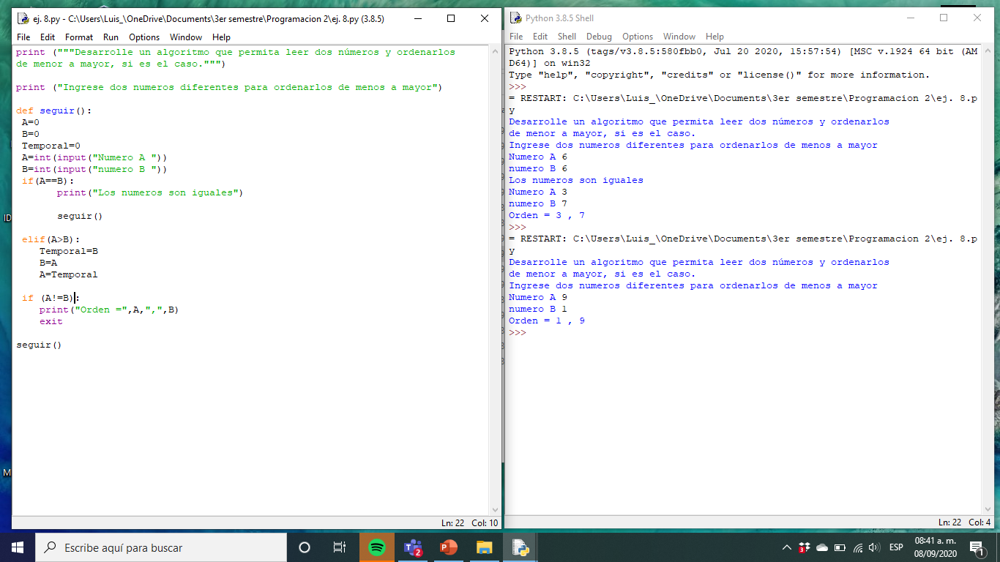 ej. 8.py - C:\Users\Luis_\OneDrive\Documents\3er semestre\Programacion 2\ej. 8.py (3.8.5)
File Edit Format Run Options Window Help
print ("""Desarrolle un algoritmo que permita leer dos números y ordenarlos
de menor a mayor, si es el caso.""")
print ("Ingrese dos numeros diferentes para ordenarlos de menos a mayor")
def seguir():
A=0
B=0
Temporal=0
A=int(input("Numero A "))
B=int(input("numero B "))
if(A==B):
print("Los numeros son iguales")
seguir()
elif(A>B):
Temporal=B
B=A
A=Temporal
if (A!=B):
print("Orden =",A,",",B)
exit
seguir()
Ln: 22 Col: 10
Python 3.8.5 Shell
File Edit Shell Debug Options Window Help
Python 3.8.5 (tags/v3.8.5:580fbb0, Jul 20 2020, 15:57:54) [MSC v.1924 64 bit (AM
D64)] on win32
Type "help", "copyright", "credits" or "license()" for more information.
>>>
= RESTART: C:\Users\Luis_\OneDrive\Documents\3er semestre\Programacion 2\ej. 8.p
y
Desarrolle un algoritmo que permita leer dos números y ordenarlos
de menor a mayor, si es el caso.
Ingrese dos numeros diferentes para ordenarlos de menos a mayor
Numero A 6
numero B 6
Los numeros son iguales
Numero A 3
numero B 7
Orden = 3 , 7
>>>
= RESTART: C:\Users\Luis_\OneDrive\Documents\3er semestre\Programacion 2\ej. 8.p
y
Desarrolle un algoritmo que permita leer dos números y ordenarlos
de menor a mayor, si es el caso.
Ingrese dos numeros diferentes para ordenarlos de menos a mayor
Numero A 9
numero B 1
Orden = 1 , 9
>>>
Ln: 22 Col: 4
ID
M
Escribe aquí para buscar
2
3
ESP
08:41 a. m.
08/09/2020
1